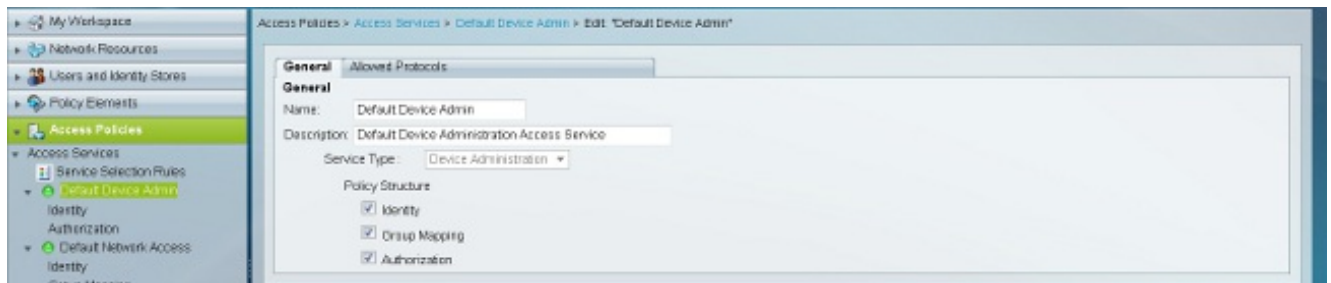 My Workspace
Network Resources
Users and Identity Stores
Policy Elements
Access Policies
Access Services
Service Selection Rules
Default Device Admin
Identity
Authorization
Default Network Access
Identity
Group Mapping
Access Policies > Access Services > Default Device Admin > Edit: "Default Device Admin"
General
Allowed Protocols
General
Name: Default Device Admin
Description: Default Device Administration Access Service
Service Type : Device Administration
Policy Structure
Identity
Group Mapping
Authorization